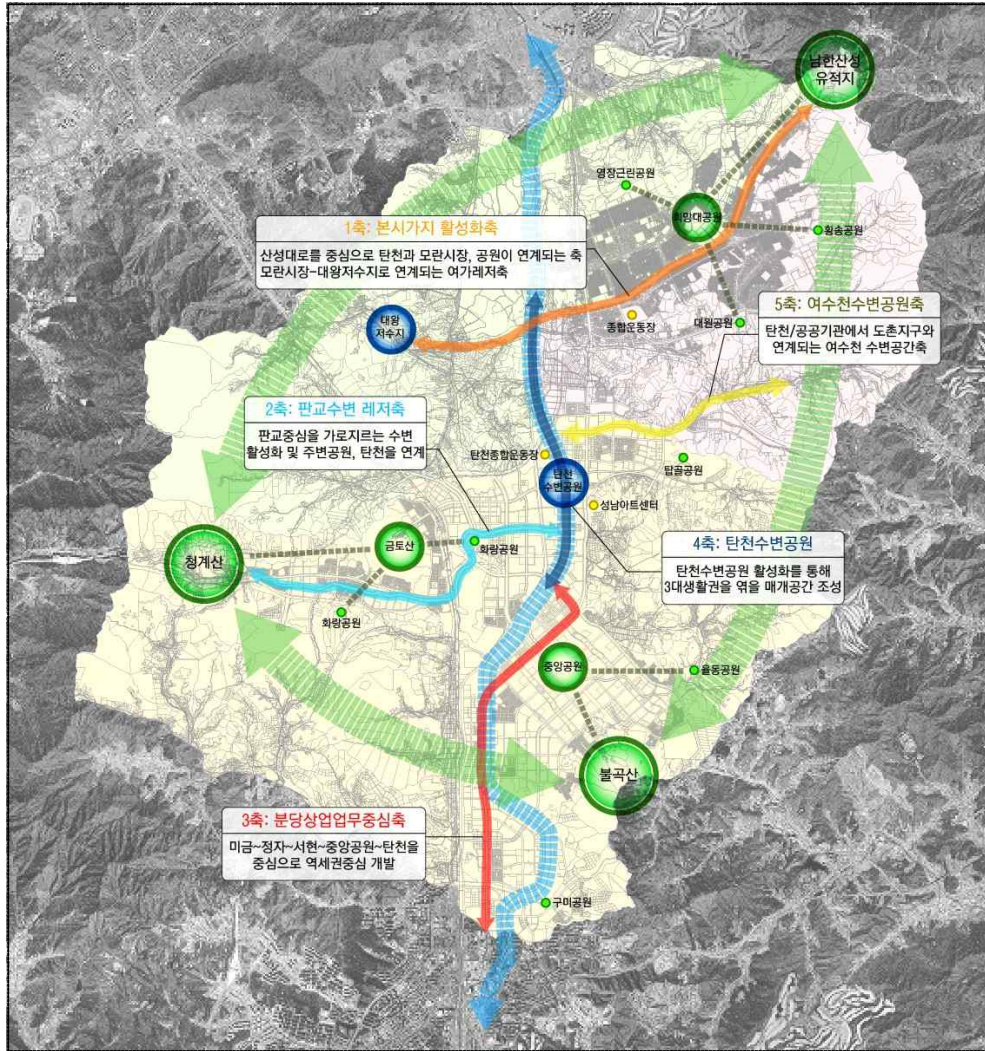 남한산성
유적지
영장근린공원
희망대공원
황송공원
1축: 본시가지 활성화축
산성대로를 중심으로 탄천과 모란시장, 공원이 연계되는 축
모란시장-대왕저수지로 연계되는 여가레저축
대왕
저수지
종합운동장
대원공원
5축: 여수천수변공원축
탄천/공공기관에서 도촌지구와
연계되는 여수천 수변공간축
2축: 판교수변 레저축
판교중심을 가로지르는 수변
활성화 및 주변공원, 탄천을 연계
탄천종합운동장
탑골공원
탄천
수변공원
성남아트센터
청계산
금토산
화랑공원
4축: 탄천수변공원
탄천수변공원 활성화를 통해
3대생활권을 엮을 매개공간 조성
화랑공원
중앙공원
율동공원
불곡산
3축: 분당상업업무중심축
미금~정자~서현~중앙공원~탄천을
중심으로 역세권중심 개발
구미공원